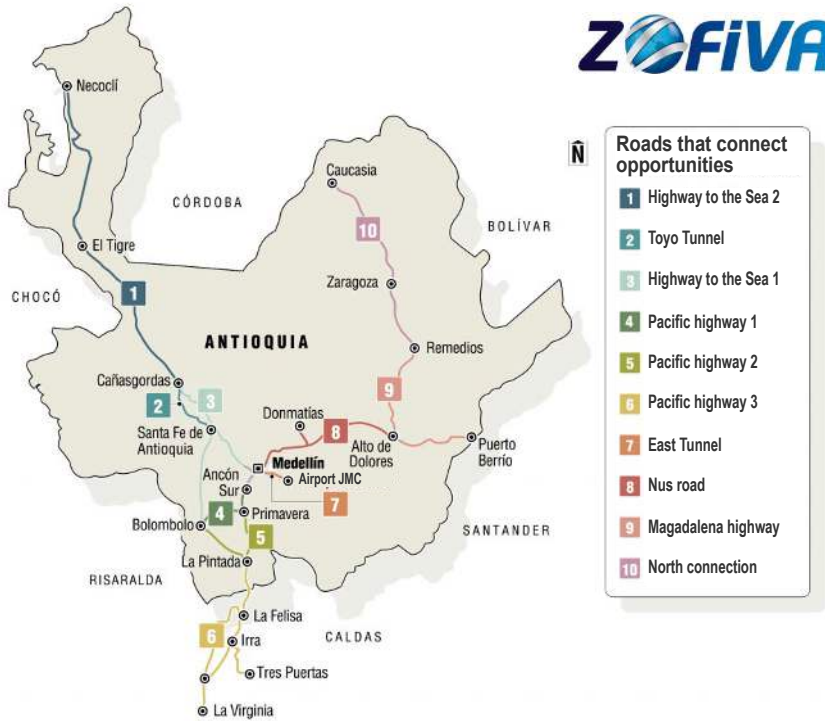 ZOFIVA
N
Roads that connect
opportunities
1 Highway to the Sea 2
2 Toyo Tunnel
3 Highway to the Sea 1
4 Pacific highway 1
5 Pacific highway 2
6 Pacific highway 3
7 East Tunnel
8 Nus road
9 Magadalena highway
10 North connection
Necoclí
Caucasia
CÓRDOBA
10
BOLÍVAR
El Tigre
Zaragoza
CHOCÓ
1
ANTIOQUIA
Remedios
Cañasgordas
9
2
3
Donmatías
8
Santa Fe de
Antioquia
Alto de
Dolores
Puerto
Berrío
Medellín
Ancón
Sur
Airport JMC
7
4
Primavera
Bolombolo
5
SANTANDER
La Pintada
RISARALDA
La Felisa
6
CALDAS
Irra
Tres Puertas
La Virginia